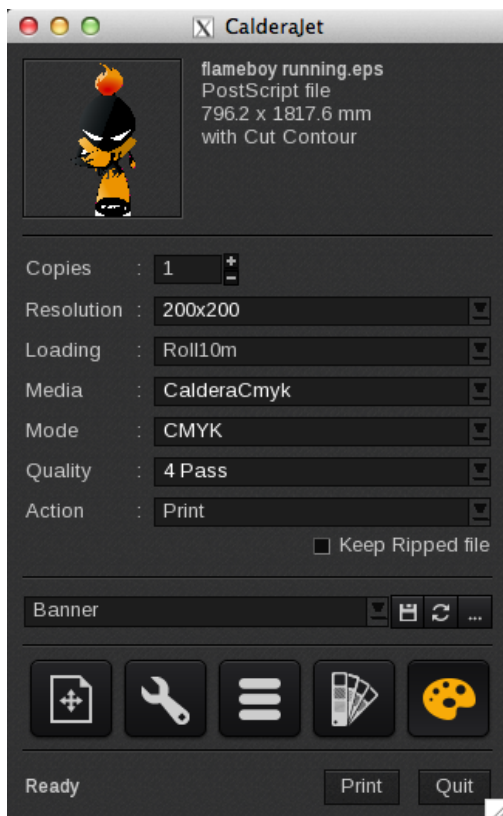 CalderaJet
flameboy running.eps
PostScript file
796.2 x 1817.6 mm
with Cut Contour
Copies : 1
Resolution : 200x200
Loading : Roll10m
Media : CalderaCmyk
Mode : CMYK
Quality : 4 Pass
Action : Print
Keep Ripped file
Banner ...
Ready Print Quit